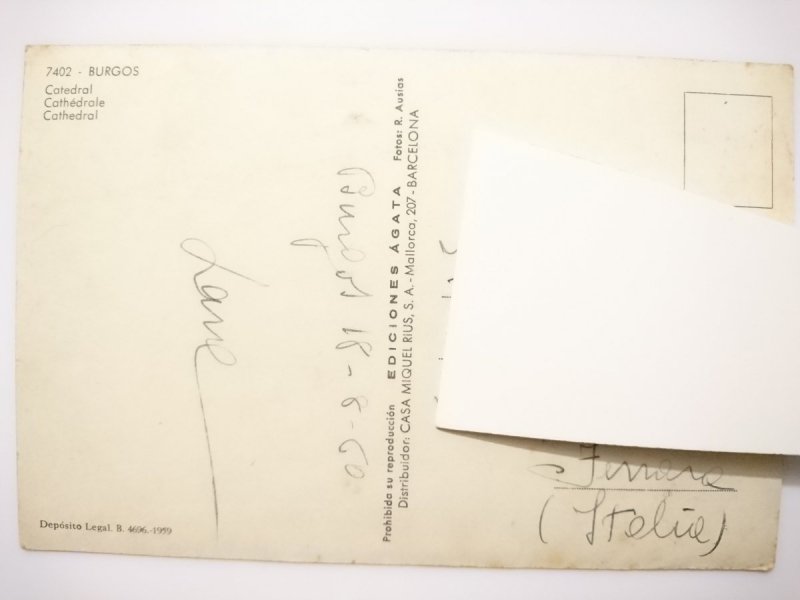 7402 - BURGOS
Catedral
Cathédrale
Cathedral
Burgos 18-8-60
Prohibida su reproducción EDICIONES ÁGATA Fotos: R. Ausias
Distribuidor: CASA MIQUEL RIUS, S. A. - Mallorca, 207 - BARCELONA
Ferrara
(Italia)
Depósito Legal. B. 4696.-1959